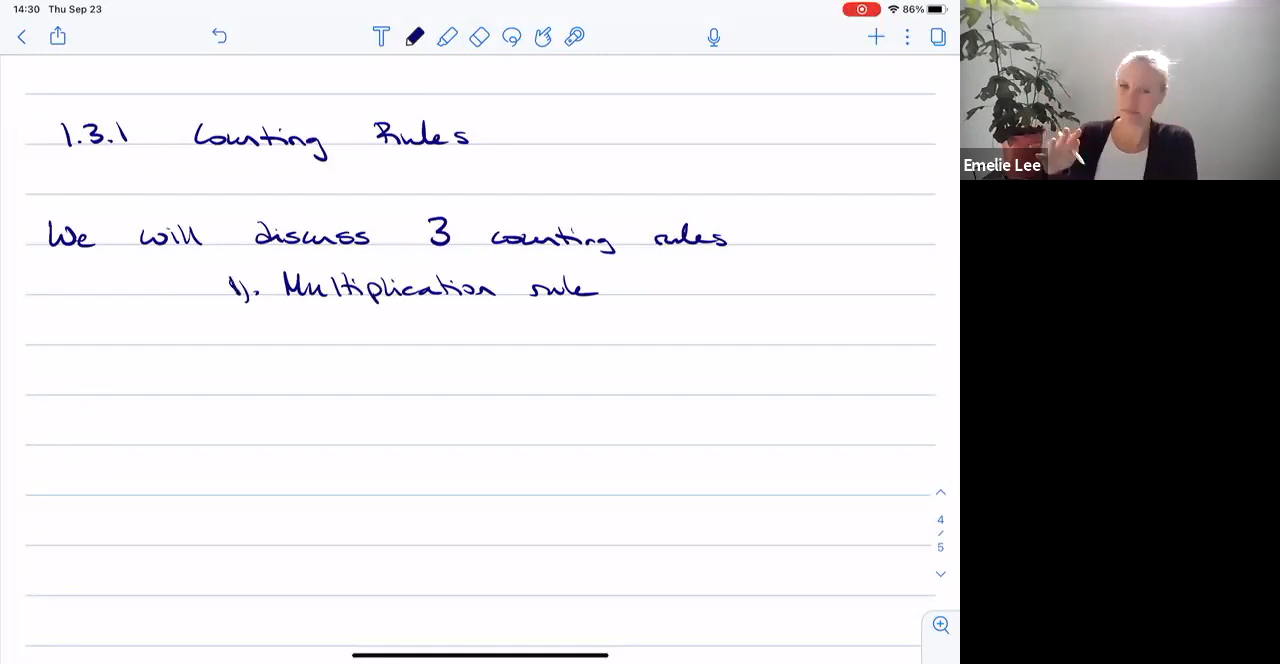 14:30 Thu Sep 23
86%
1.3.1 Counting Rules
We will discuss 3 counting rules
1). Multiplication rule
Emelie Lee
4
5